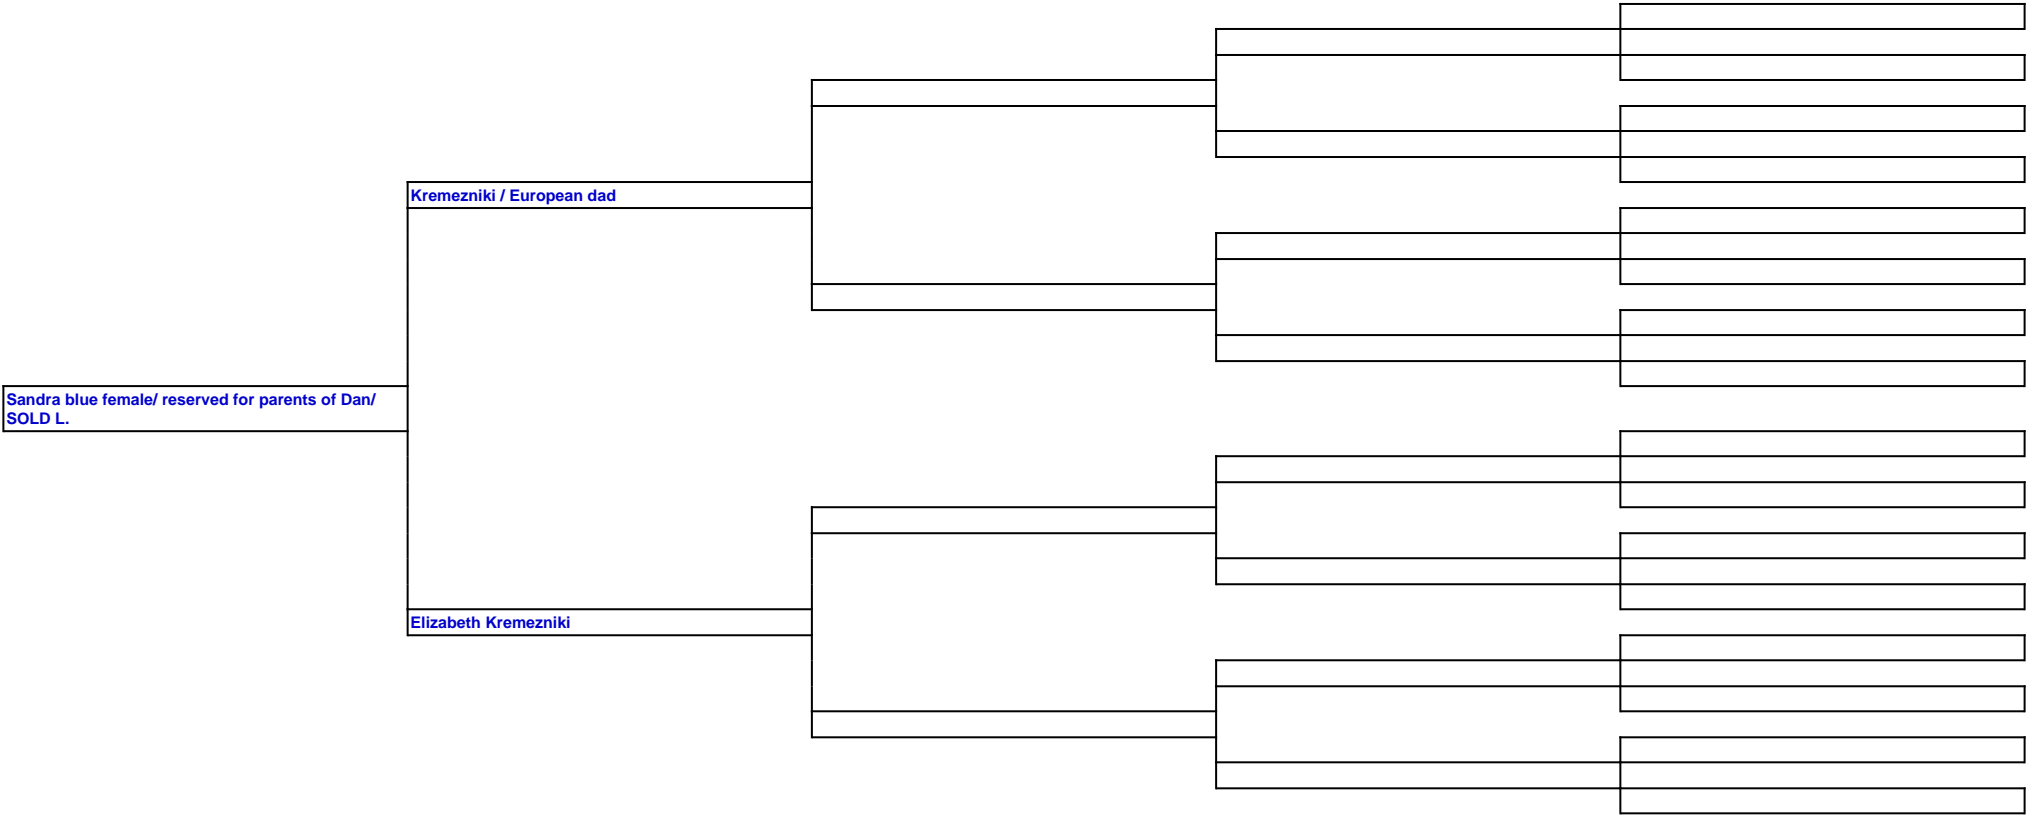 Kremezniki / European dad
Sandra blue female/ reserved for parents of Dan/
SOLD L.
Elizabeth Kremezniki